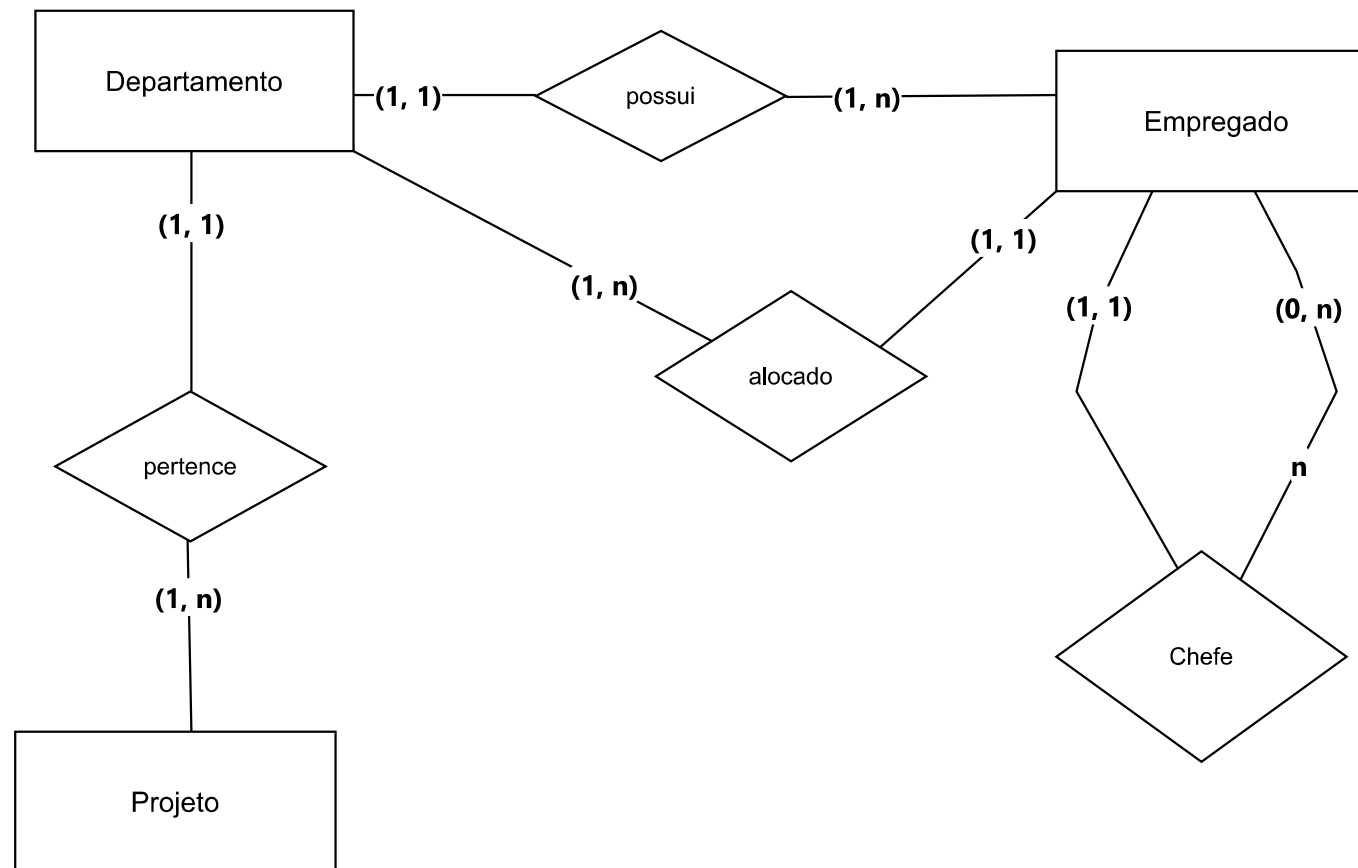 Departamento
(1, 1)
possui
(1, n)
Empregado
(1, 1)
(1, n)
(1, 1)
(1, 1)
(0, n)
alocado
pertence
n
(1, n)
Chefe
Projeto